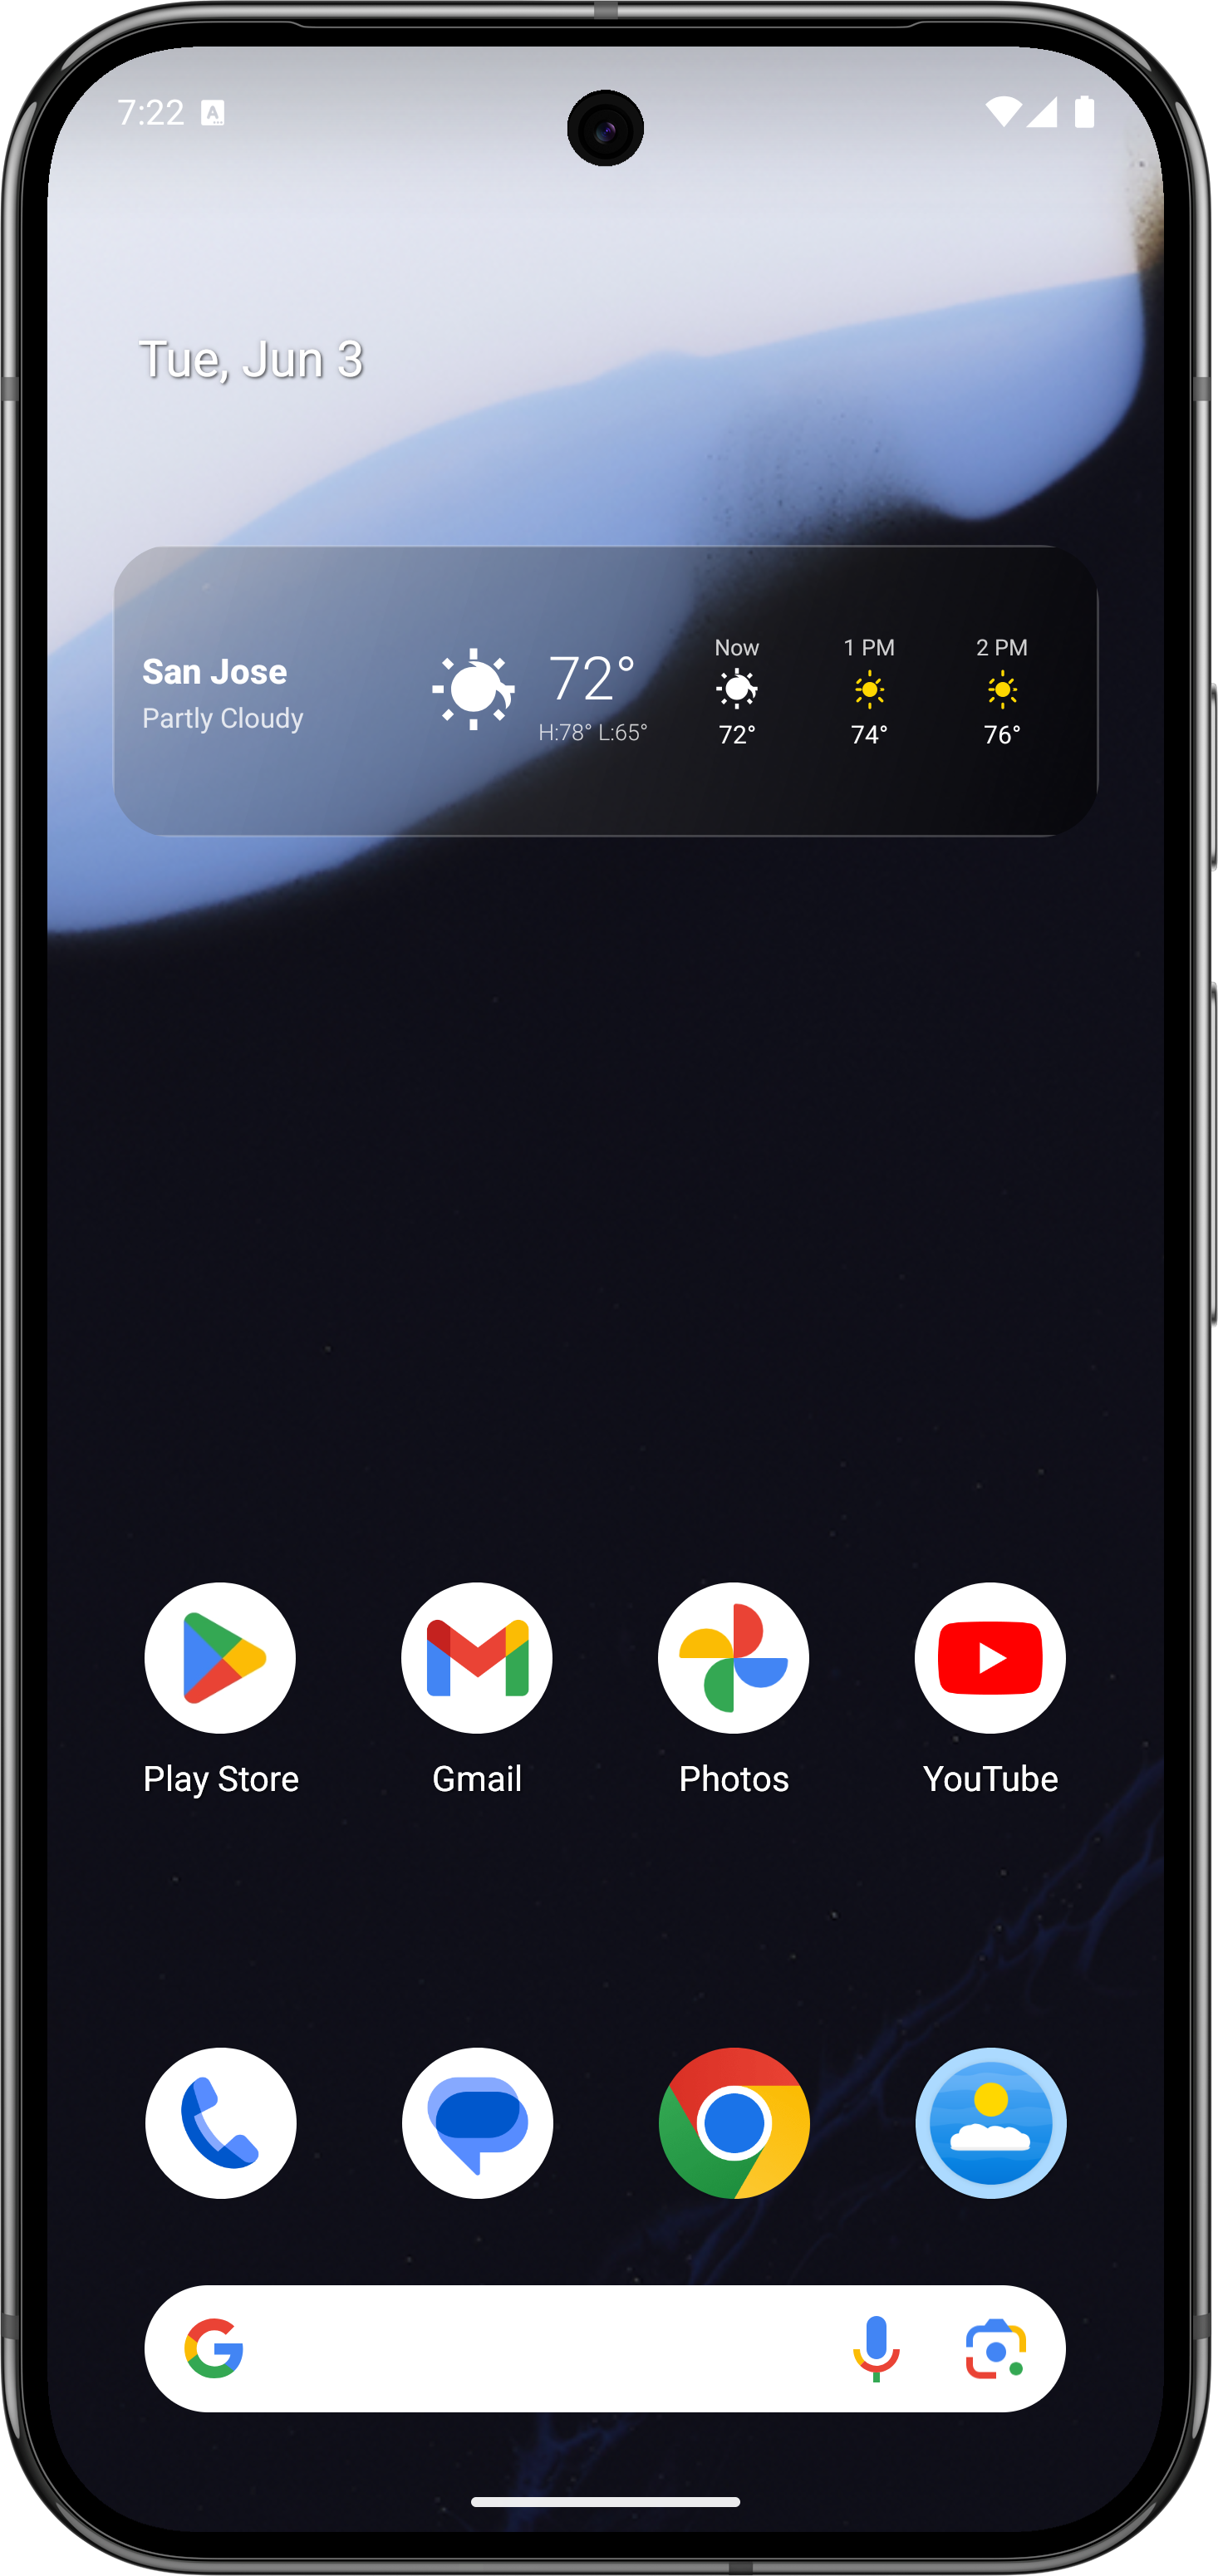 7:22
Tue, Jun 3
San Jose
Partly Cloudy
72°
H:78° L:65°
Now
1 PM
2 PM
72°
74°
76°
Play Store
Gmail
Photos
YouTube